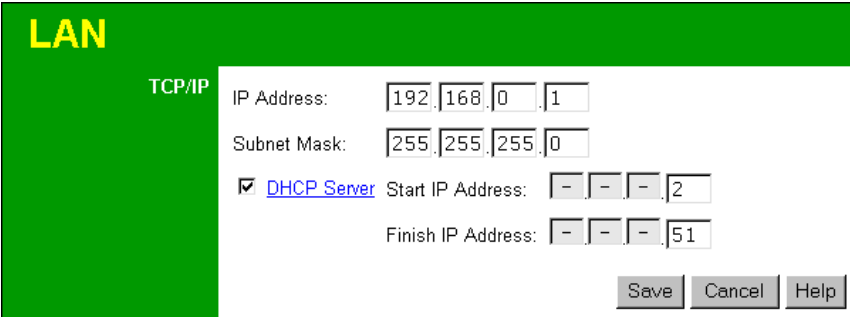 LAN
TCP/IP
IP Address: 192.168.0.1
Subnet Mask: 255.255.255.0
DHCP Server Start IP Address: -.-.-.2
Finish IP Address: -.-.-.51
Save Cancel Help